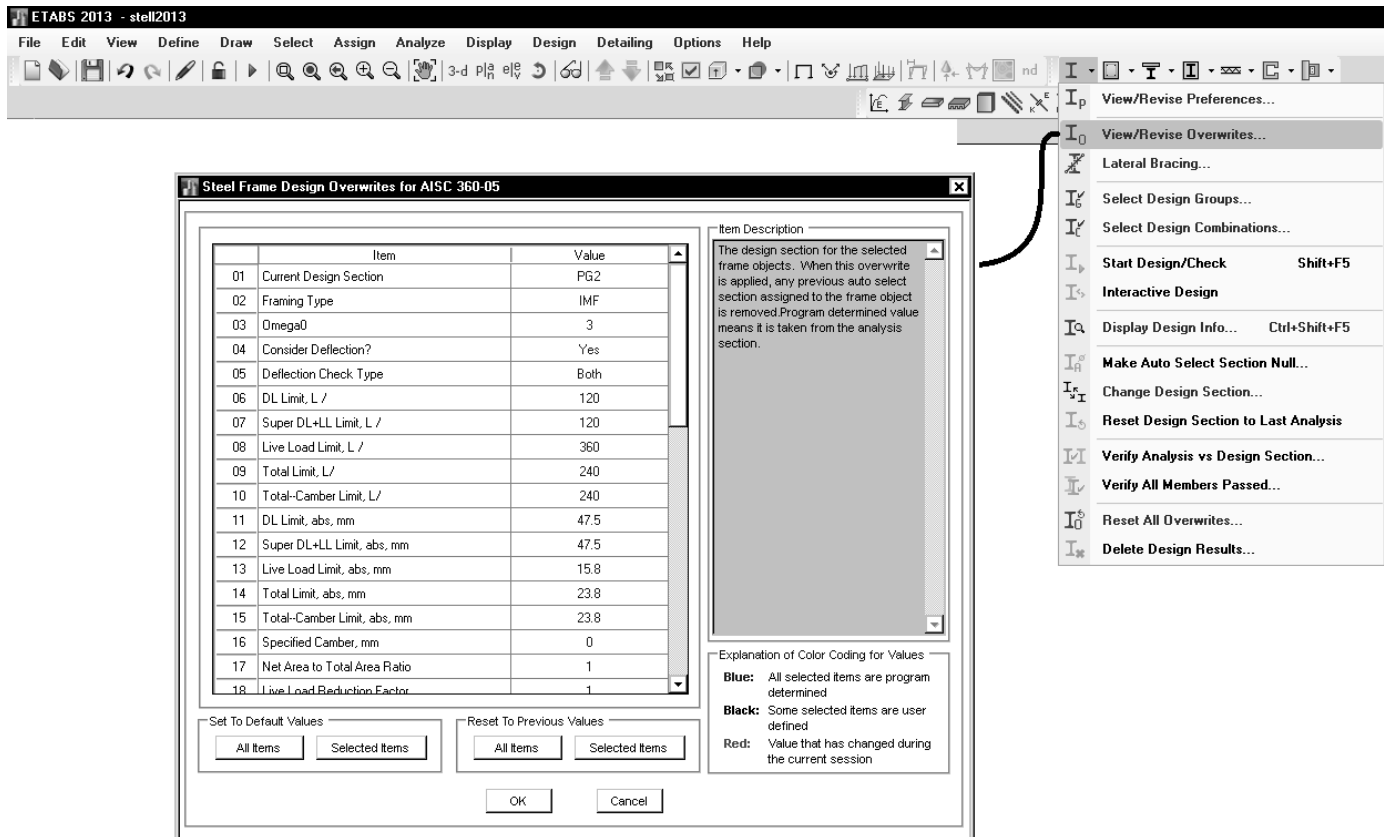 ETABS 2013 - stell2013
File Edit View Define Draw Select Assign Analyze Display Design Detailing Options Help
3-d
nd
View/Revise Preferences...
View/Revise Overwrites...
Lateral Bracing...
Select Design Groups...
Select Design Combinations...
Start Design/Check Shift+F5
Interactive Design
Display Design Info... Ctrl+Shift+F5
Make Auto Select Section Null...
Change Design Section...
Reset Design Section to Last Analysis
Verify Analysis vs Design Section...
Verify All Members Passed...
Reset All Overwrites...
Delete Design Results...
Steel Frame Design Overwrites for AISC 360-05
Item Value
01 Current Design Section PG2
02 Framing Type IMF
03 Omega0 3
04 Consider Deflection? Yes
05 Deflection Check Type Both
06 DL Limit, L / 120
07 Super DL+LL Limit, L / 120
08 Live Load Limit, L / 360
09 Total Limit, L/ 240
10 Total--Camber Limit, L/ 240
11 DL Limit, abs, mm 47.5
12 Super DL+LL Limit, abs, mm 47.5
13 Live Load Limit, abs, mm 15.8
14 Total Limit, abs, mm 23.8
15 Total--Camber Limit, abs, mm 23.8
16 Specified Camber, mm 0
17 Net Area to Total Area Ratio 1
18 Live Load Reduction Factor 1
Item Description
The design section for the selected
frame objects. When this overwrite
is applied, any previous auto select
section assigned to the frame object
is removed.Program determined value
means it is taken from the analysis
section.
Explanation of Color Coding for Values
Blue: All selected items are program
determined
Black: Some selected items are user
defined
Red: Value that has changed during
the current session
Set To Default Values
All Items Selected Items
Reset To Previous Values
All Items Selected Items
OK Cancel